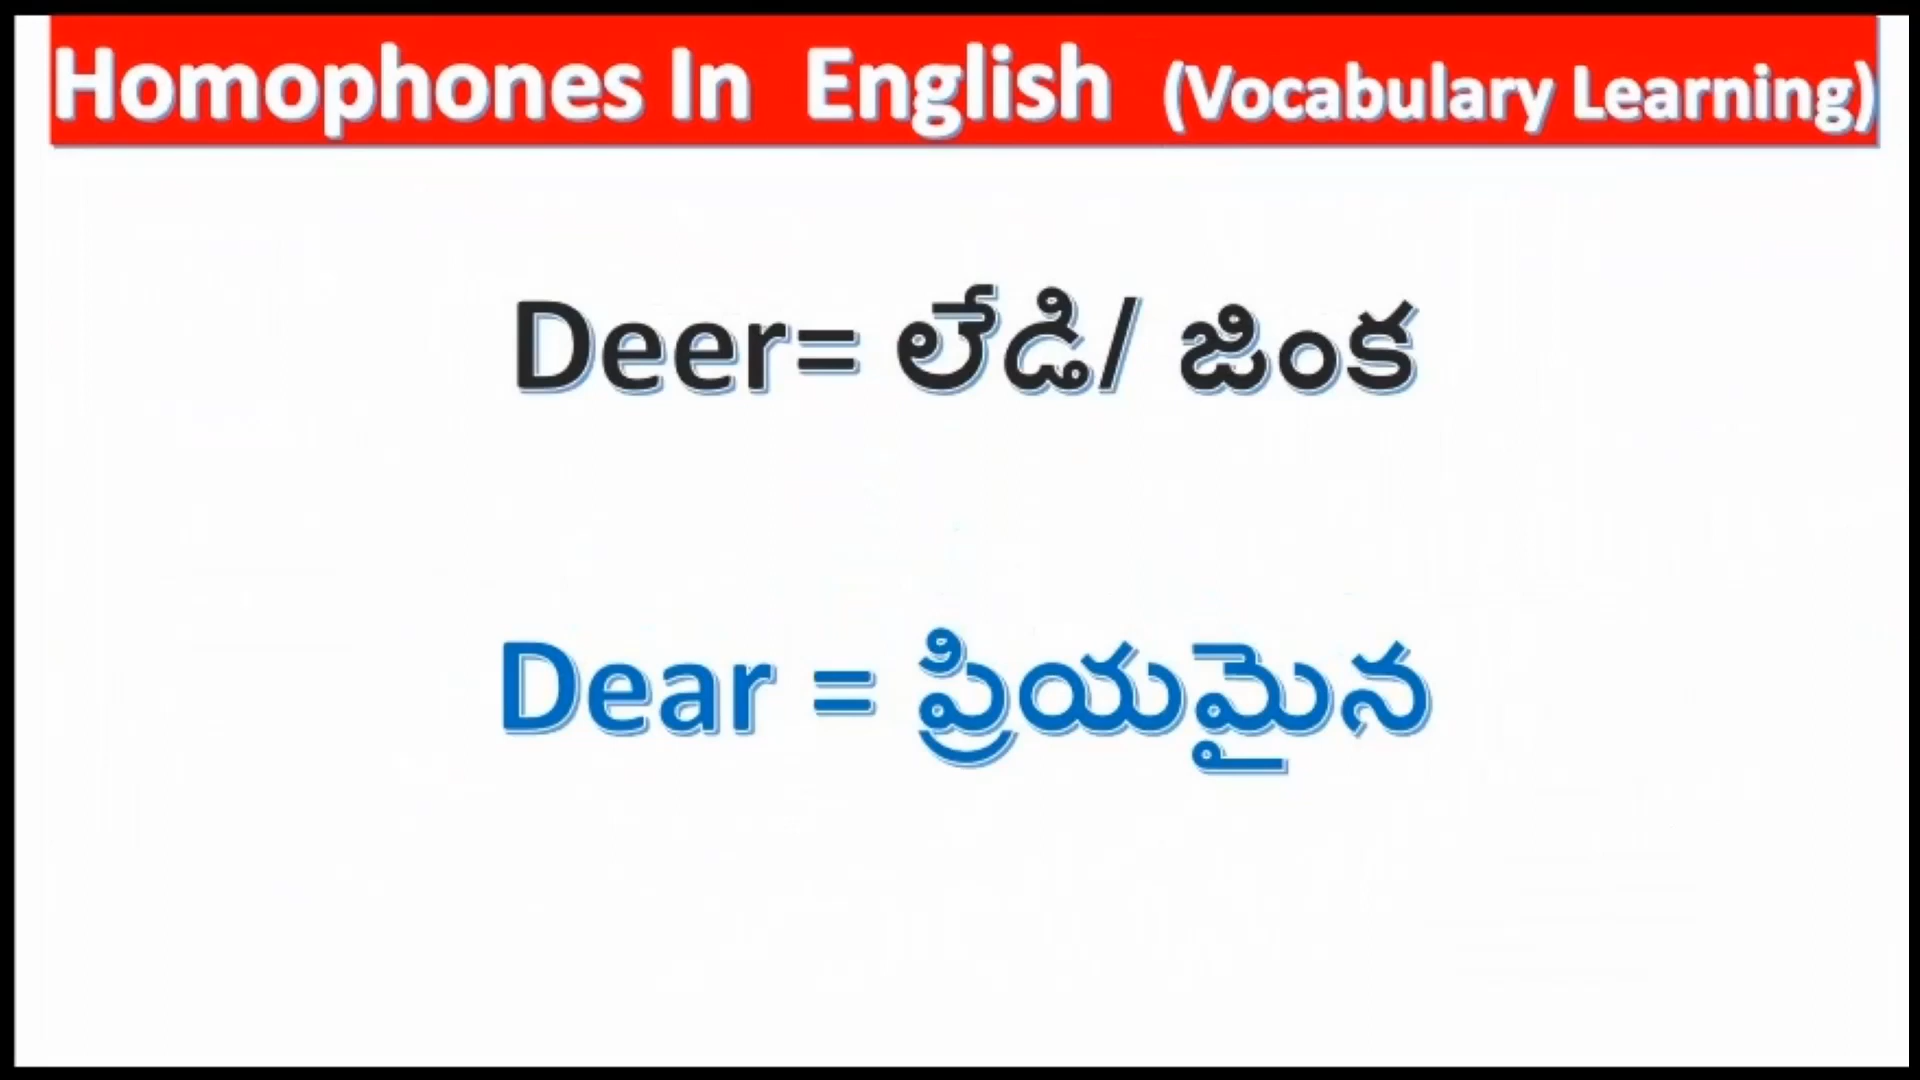 Homophones In English (Vocabulary Learning)
Deer= లేడి/ జింక
Dear = ప్రియమైన